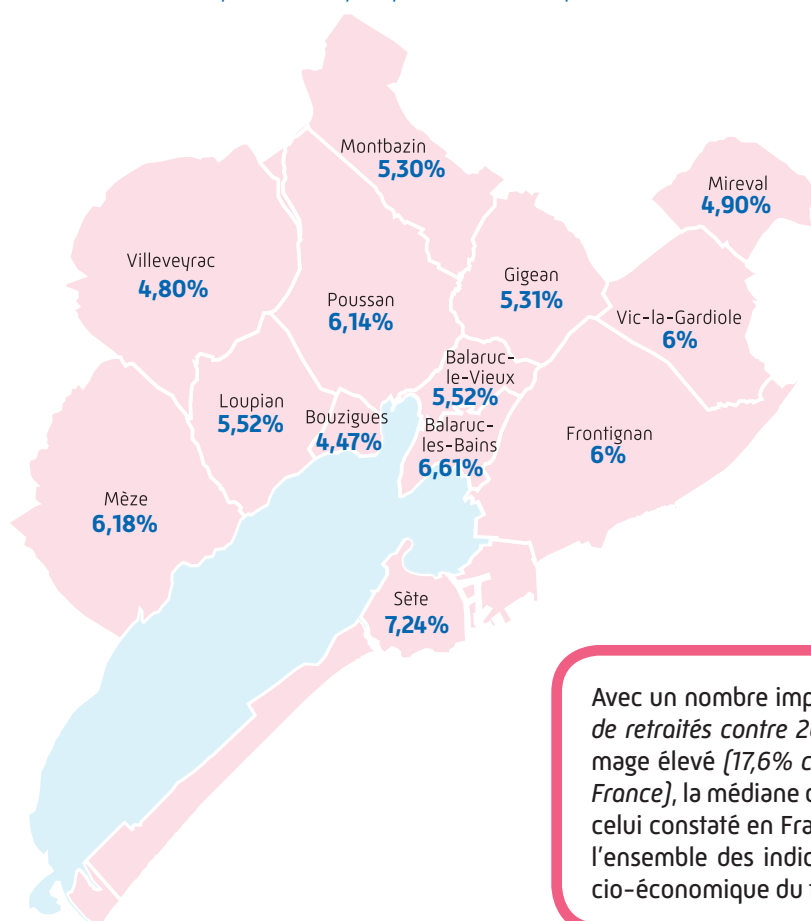 Montbazin
5,30%
Mireval
4,90%
Villeveyrac
4,80%
Gigean
5,31%
Poussan
6,14%
Vic-la-Gardiole
6%
Balaruc-
le-Vieux
5,52%
Loupian
5,52%
Bouzigues
4,47%
Balaruc-
les-Bains
6,61%
Frontignan
6%
Mèze
6,18%
Sète
7,24%
Avec un nombre imp
de retraités contre 2
mage élevé (17,6% c
France), la médiane
celui constaté en Fra
l'ensemble des indic
cio-économique du